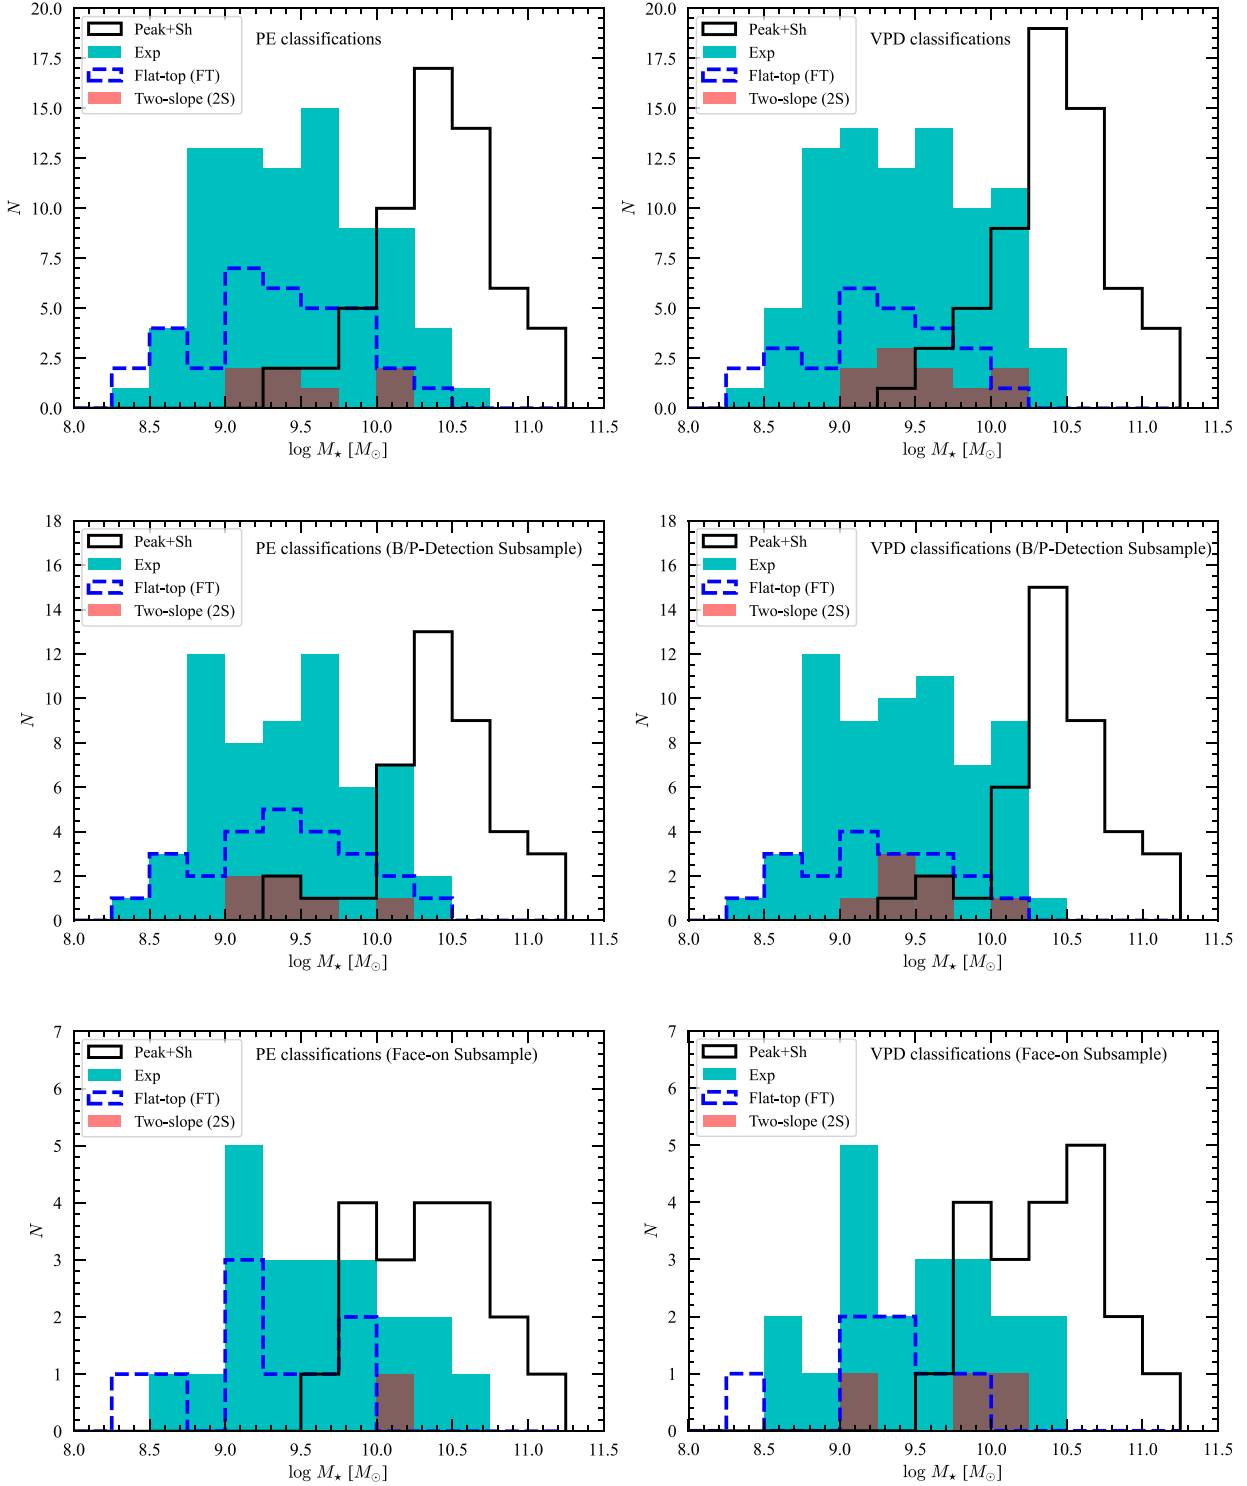 PE classifications
Peak+Sh
Exp
Flat-top (FT)
Two-slope (2S)
20.0
17.5
15.0
12.5
10.0
7.5
5.0
2.5
0.0
N
8.0 8.5 9.0 9.5 10.0 10.5 11.0 11.5
log M⋆ [M⊙]
VPD classifications
Peak+Sh
Exp
Flat-top (FT)
Two-slope (2S)
20.0
17.5
15.0
12.5
10.0
7.5
5.0
2.5
0.0
N
8.0 8.5 9.0 9.5 10.0 10.5 11.0 11.5
log M⋆ [M⊙]
PE classifications (B/P-Detection Subsample)
Peak+Sh
Exp
Flat-top (FT)
Two-slope (2S)
18
16
14
12
10
8
6
4
2
0
N
8.0 8.5 9.0 9.5 10.0 10.5 11.0 11.5
log M⋆ [M⊙]
VPD classifications (B/P-Detection Subsample)
Peak+Sh
Exp
Flat-top (FT)
Two-slope (2S)
18
16
14
12
10
8
6
4
2
0
N
8.0 8.5 9.0 9.5 10.0 10.5 11.0 11.5
log M⋆ [M⊙]
PE classifications (Face-on Subsample)
Peak+Sh
Exp
Flat-top (FT)
Two-slope (2S)
7
6
5
4
3
2
1
0
N
8.0 8.5 9.0 9.5 10.0 10.5 11.0 11.5
log M⋆ [M⊙]
VPD classifications (Face-on Subsample)
Peak+Sh
Exp
Flat-top (FT)
Two-slope (2S)
7
6
5
4
3
2
1
0
N
8.0 8.5 9.0 9.5 10.0 10.5 11.0 11.5
log M⋆ [M⊙]